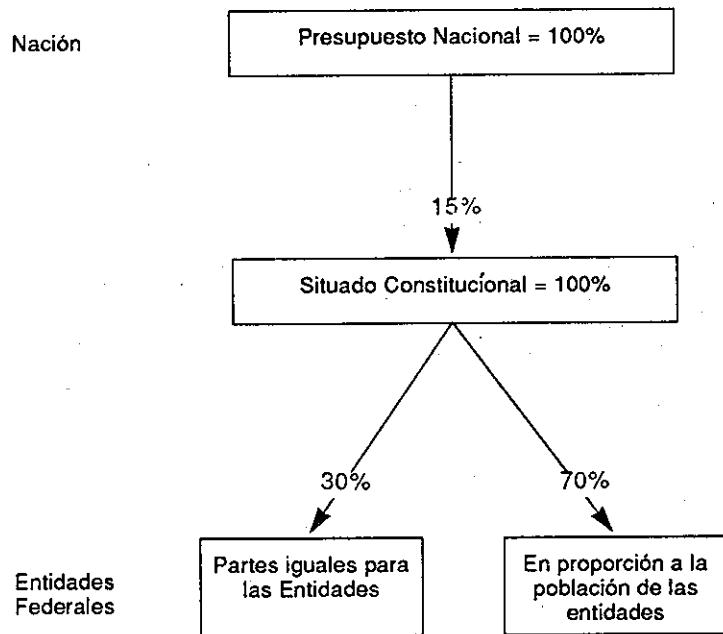 Nación
Presupuesto Nacional = 100%
15%
Situado Constitucional = 100%
30%
70%
Entidades
Federales
Partes iguales para
las Entidades
En proporción a la
población de las
entidades